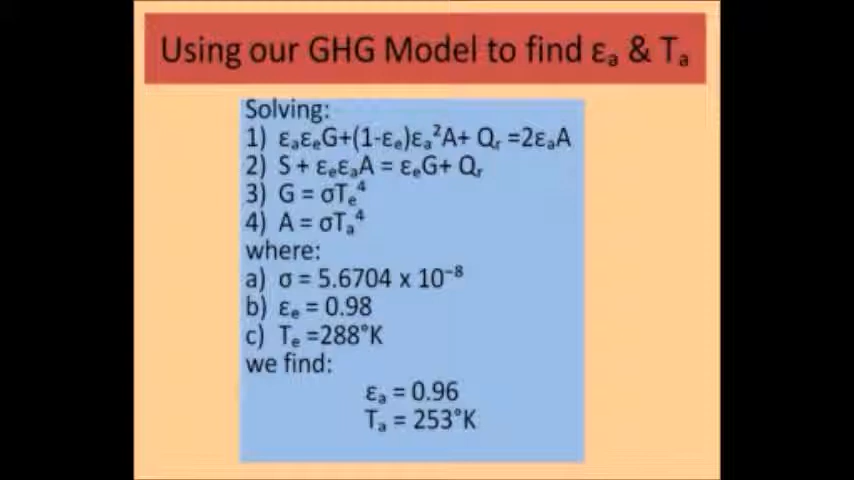 Using our GHG Model to find εₐ & Tₐ
Solving:
1) εₐεₑG+(1-εₑ)εₐ²A+ Qᵣ =2εₐA
2) S + εₑεₐA = εₑG+ Qᵣ
3) G = σTₑ⁴
4) A = σTₐ⁴
where:
a) σ = 5.6704 x 10⁻⁸
b) εₑ = 0.98
c) Tₑ =288°K
we find:
εₐ = 0.96
Tₐ = 253°K